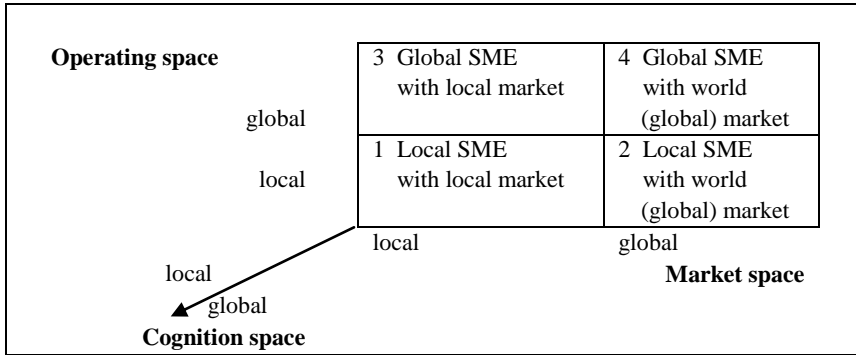 Operating space
3 Global SME
with local market
4 Global SME
with world
(global) market
global
1 Local SME
with local market
2 Local SME
with world
(global) market
local
local
global
Market space
local
global
Cognition space